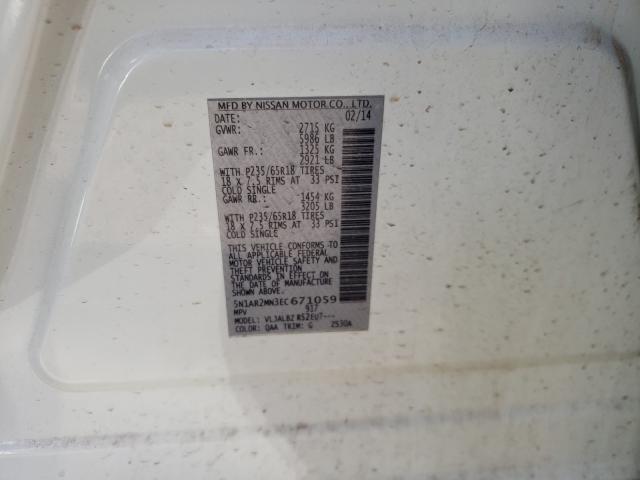 MFD BY NISSAN MOTOR CO., LTD.
DATE: 02/14
GVWR: 2715 KG
5986 LB
GAWR FR: 1325 KG
2921 LB
WITH P235/65R18 TIRES
18 X 7.5 RIMS AT 33 PSI
COLD SINGLE
GAWR RR: 1454 KG
3205 LB
WITH P235/65R18 TIRES
18 X 7.5 RIMS AT 33 PSI
COLD SINGLE
THIS VEHICLE CONFORMS TO
ALL APPLICABLE FEDERAL
MOTOR VEHICLE SAFETY AND
THEFT PREVENTION STANDARDS
IN EFFECT ON THE DATE OF
MANUFACTURE SHOWN ABOVE.
5N1AR2MN3EC671059
MPV 937
MODEL: RS2EU7---
COLOR: QAA TRIM: G 2530A